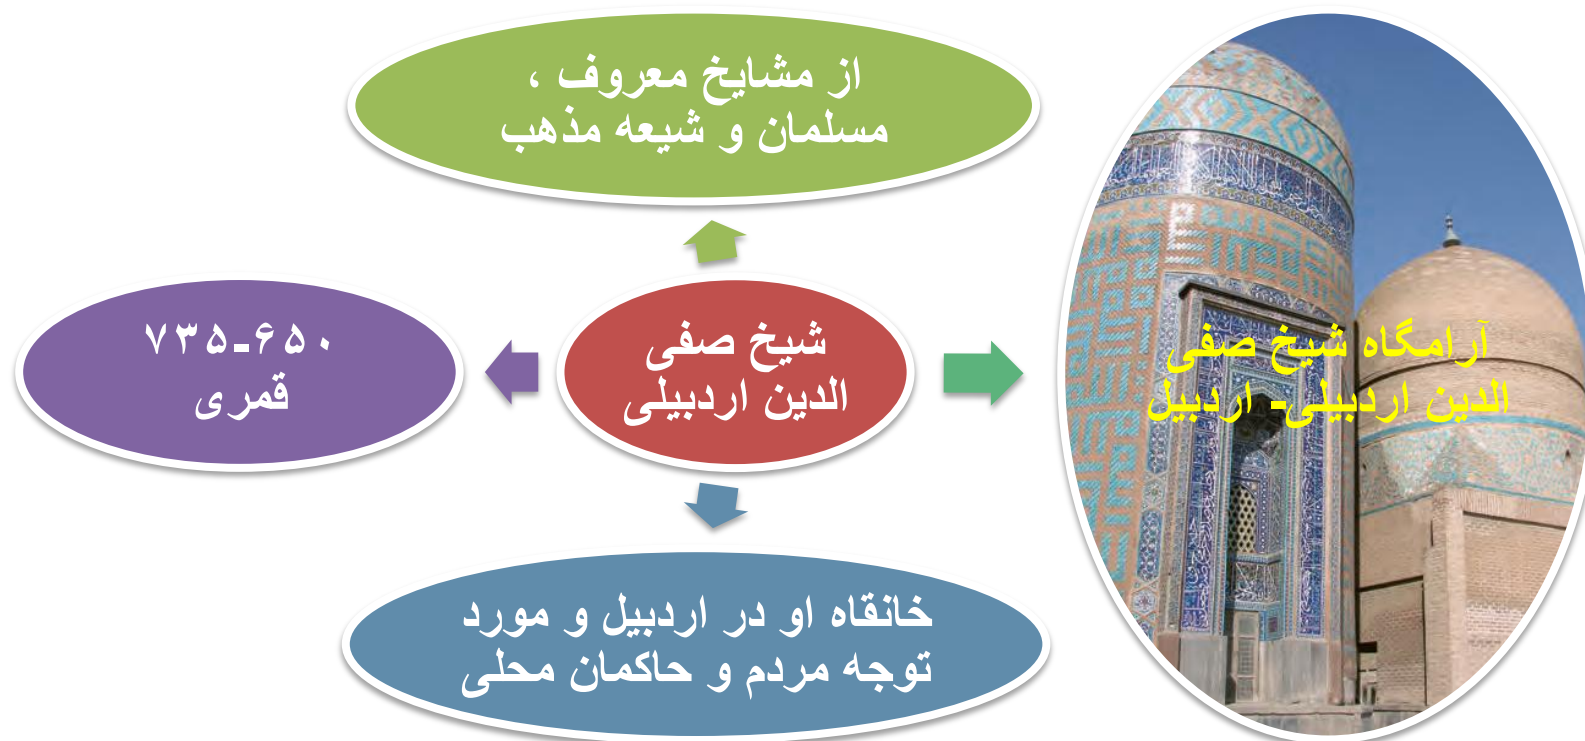 از مشایخ معروف ،
مسلمان و شیعه مذهب
شیخ صفی
الدین اردبیلی
آرامگاه شیخ صفی
الدین اردبیلی- اردبیل
۶۵۰-۷۳۵
قمری
خانقاه او در اردبیل و مورد
توجه مردم و حاکمان محلی